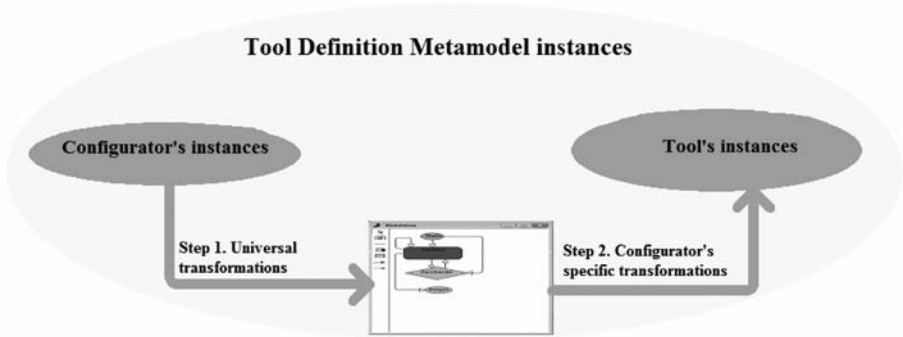 Tool Definition Metamodel instances
Configurator's instances
Tool's instances
Step 1. Universal
transformations
Step 2. Configurator's
specific transformations